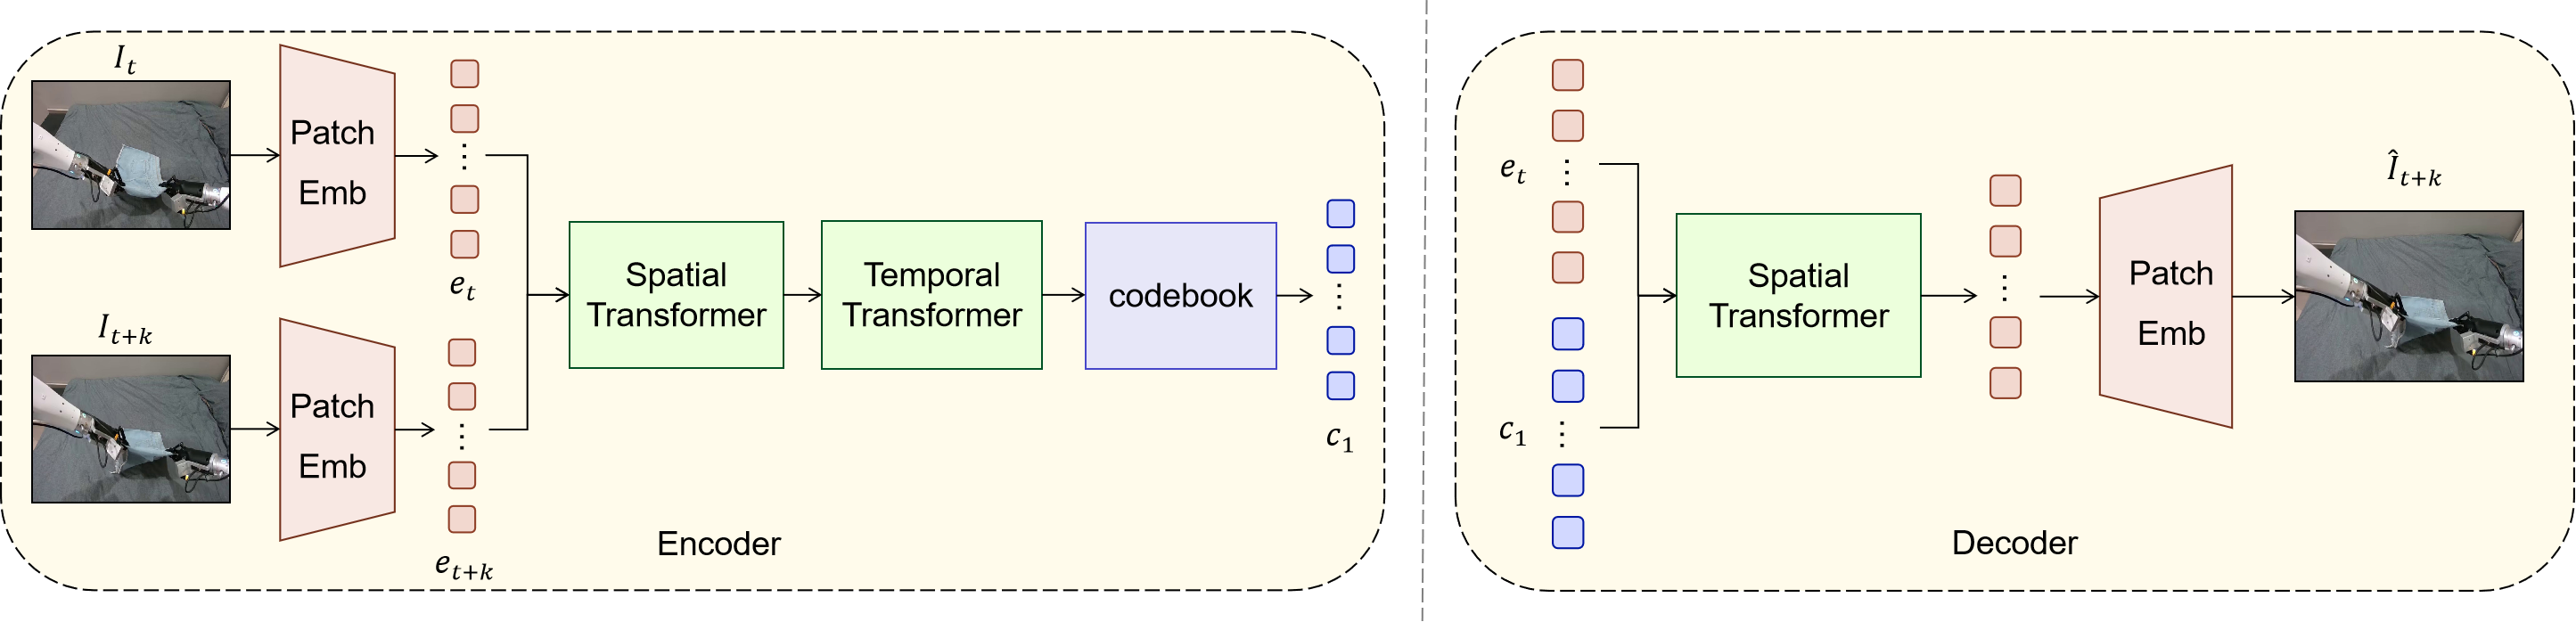 I_t
Patch
Emb
e_t
I_{t+k}
Patch
Emb
e_{t+k}
Spatial
Transformer
Temporal
Transformer
codebook
c_1
Encoder
e_t
c_1
Spatial
Transformer
Patch
Emb
Î_{t+k}
Decoder